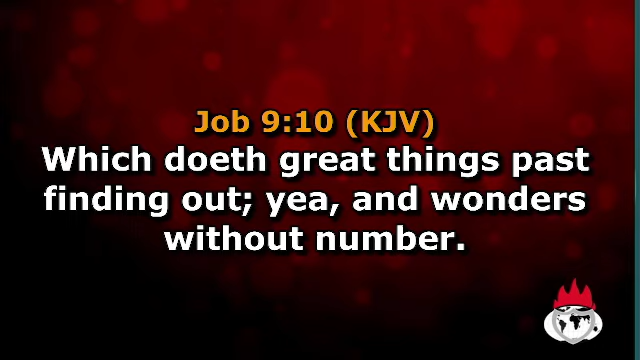 Job 9:10 (KJV)
Which doeth great things past
finding out; yea, and wonders
without number.